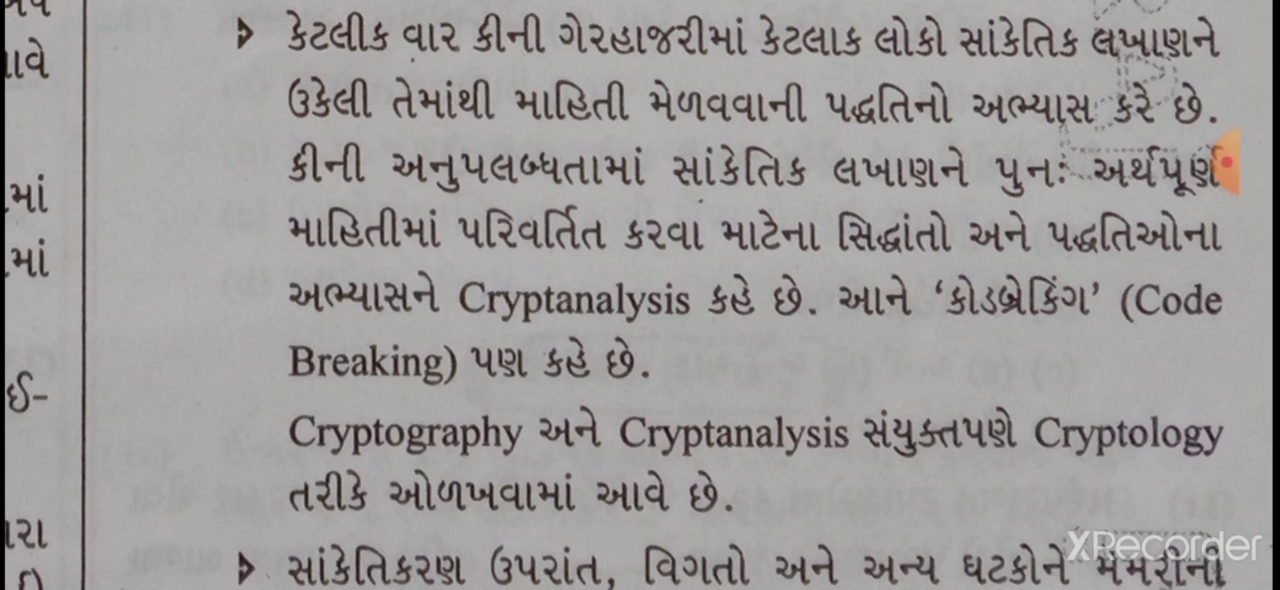 ાવે
▷ કેટલીક વાર કીની ગેરહાજરીમાં કેટલાક લોકો સાંકેતિક લખાણને
ઉકેલી તેમાંથી માહિતી મેળવવાની પદ્ધતિનો અભ્યાસ કરે છે.
કીની અનુપલબ્ધતામાં સાંકેતિક લખાણને પુનઃ અર્થપૂર્ણ
માં
માહિતીમાં પરિવર્તિત કરવા માટેના સિદ્ધાંતો અને પદ્ધતિઓના
માં
અભ્યાસને Cryptanalysis કહે છે. આને ‘કોડબ્રેકિંગ’ (Code
Breaking) પણ કહે છે.
ઈ-
Cryptography અને Cryptanalysis સંયુક્તપણે Cryptology
તરીકે ઓળખવામાં આવે છે.
ારા
▷ સાંકેતિકરણ ઉપરાંત, વિગતો અને અન્ય ઘટકોને મેમરીની
XRecorder